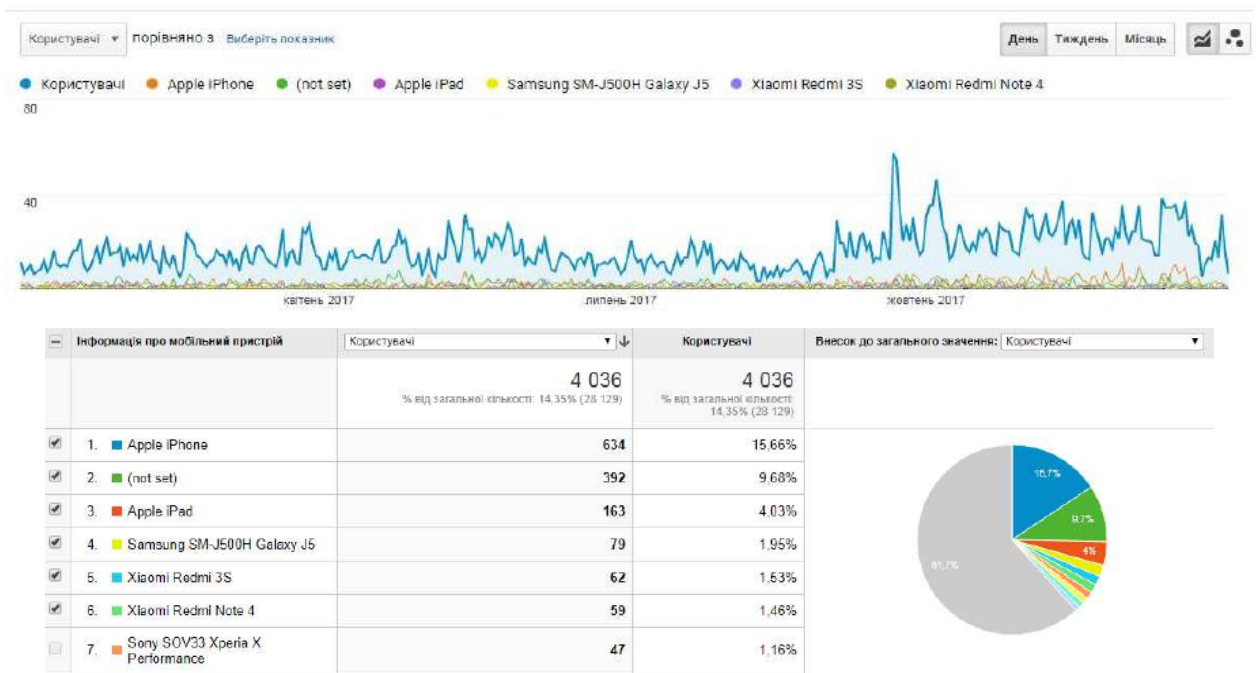 Користувачі порівняно з Виберіть показник День Тиждень Місяць
Користувачі Apple iPhone (not set) Apple iPad Samsung SM-J500H Galaxy J5 Xiaomi Redmi 3S Xiaomi Redmi Note 4
80
40
квітень 2017 липень 2017 жовтень 2017
Інформація про мобільний пристрій Користувачі Користувачі Внесок до загального значення: Користувачі
4 036 4 036
% від загальної кількості: 14,35% (28 129) % від загальної кількості:
14,35% (28 129)
1. Apple iPhone 634 15,66%
2. (not set) 392 9,68%
3. Apple iPad 163 4,03%
4. Samsung SM-J500H Galaxy J5 79 1,95%
5. Xiaomi Redmi 3S 62 1,53%
6. Xiaomi Redmi Note 4 59 1,46%
7. Sony SOV33 Xperia X
Performance 47 1,16%
15,7%
9,7%
4%
61,7%